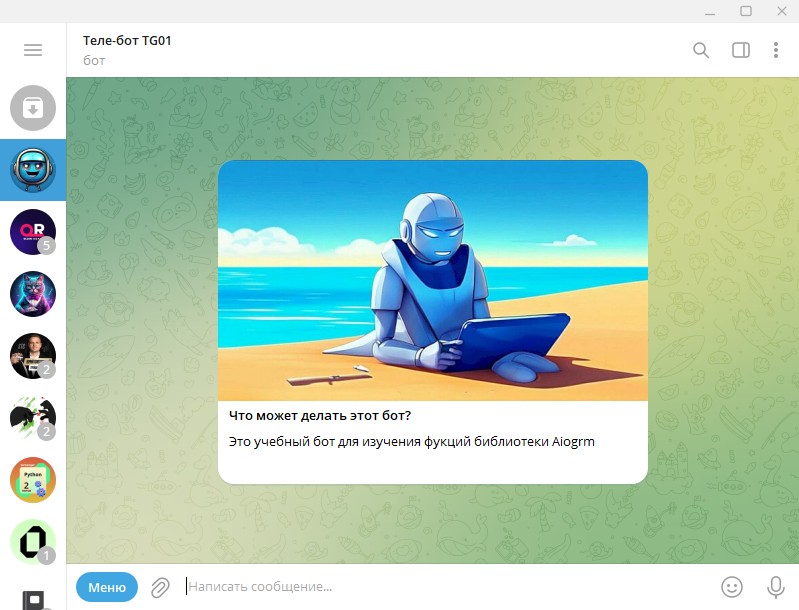 Теле-бот TG01
бот
QR
5
2
2
Python
2
1
Что может делать этот бот?
Это учебный бот для изучения фукций библиотеки Aiogrm
Меню
Написать сообщение...